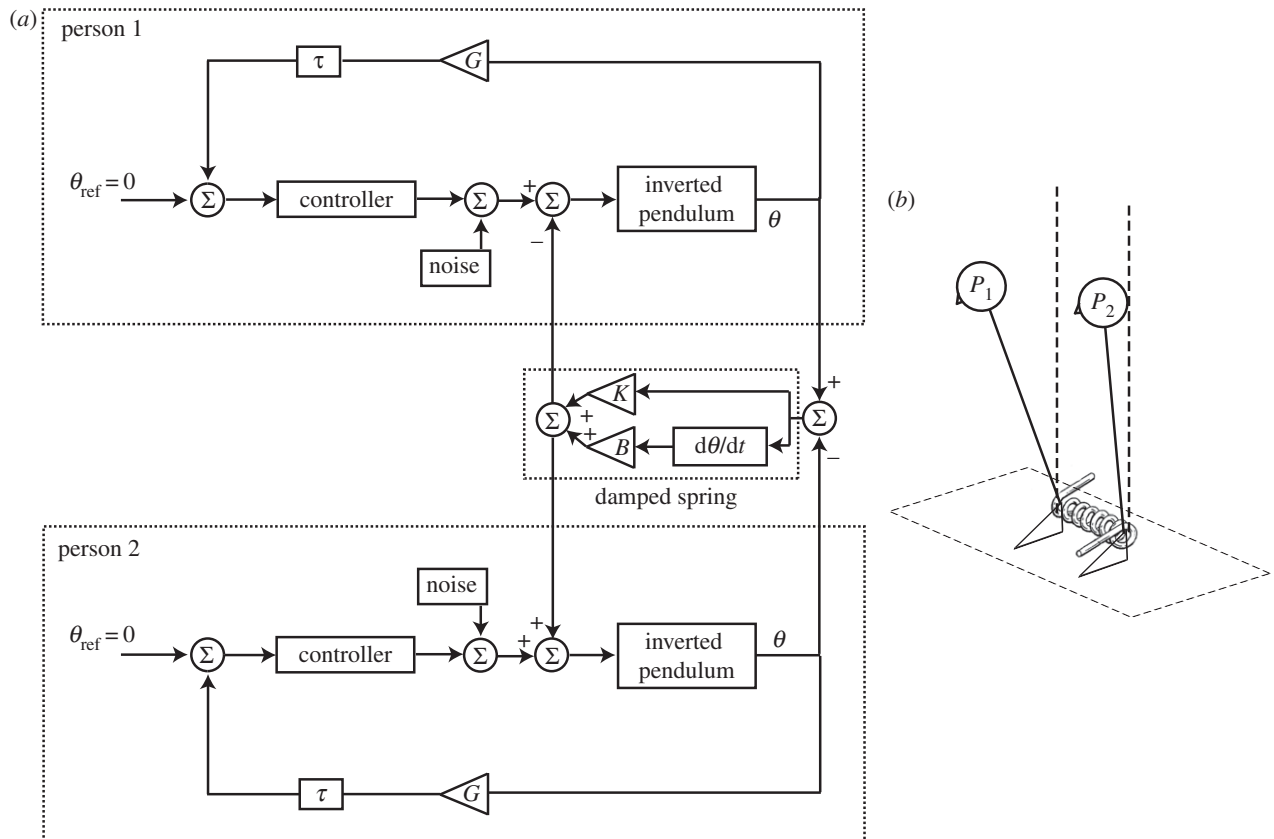 (a)
person 1
τ
G
θref = 0
Σ
controller
Σ
+
Σ
−
inverted
pendulum
θ
noise
K
+
Σ
+
+
Σ
B
dθ/dt
−
damped spring
person 2
noise
θref = 0
Σ
controller
Σ
+
+
Σ
inverted
pendulum
θ
τ
G
(b)
P1
P2